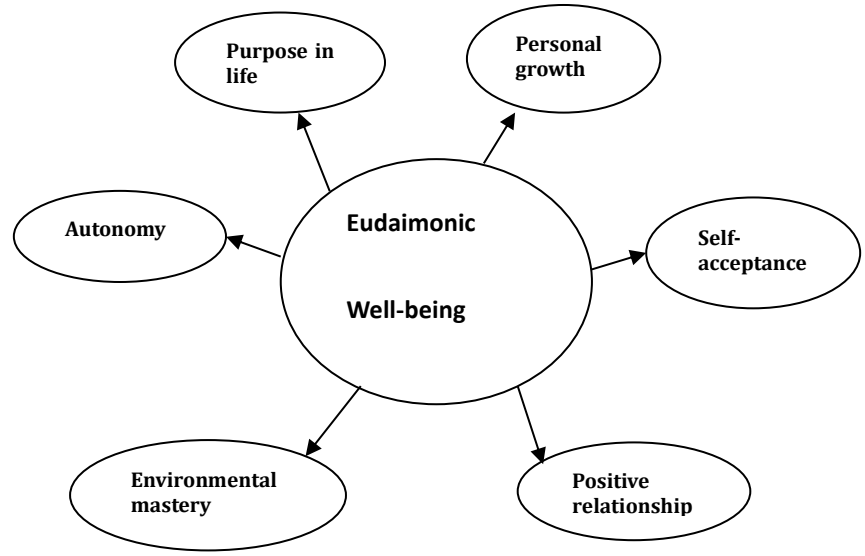 Purpose in
life
Personal
growth
Autonomy
Eudaimonic
Well-being
Self-
acceptance
Environmental
mastery
Positive
relationship